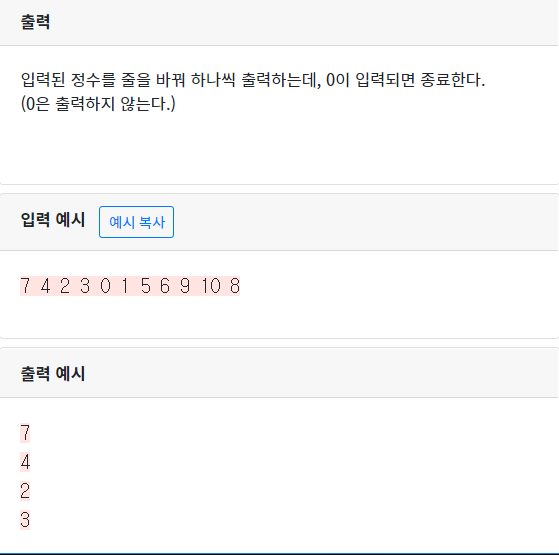 출력
입력된 정수를 줄을 바꿔 하나씩 출력하는데, 0이 입력되면 종료한다.
(0은 출력하지 않는다.)
입력 예시 예시 복사
7 4 2 3 0 1 5 6 9 10 8
출력 예시
7
4
2
3